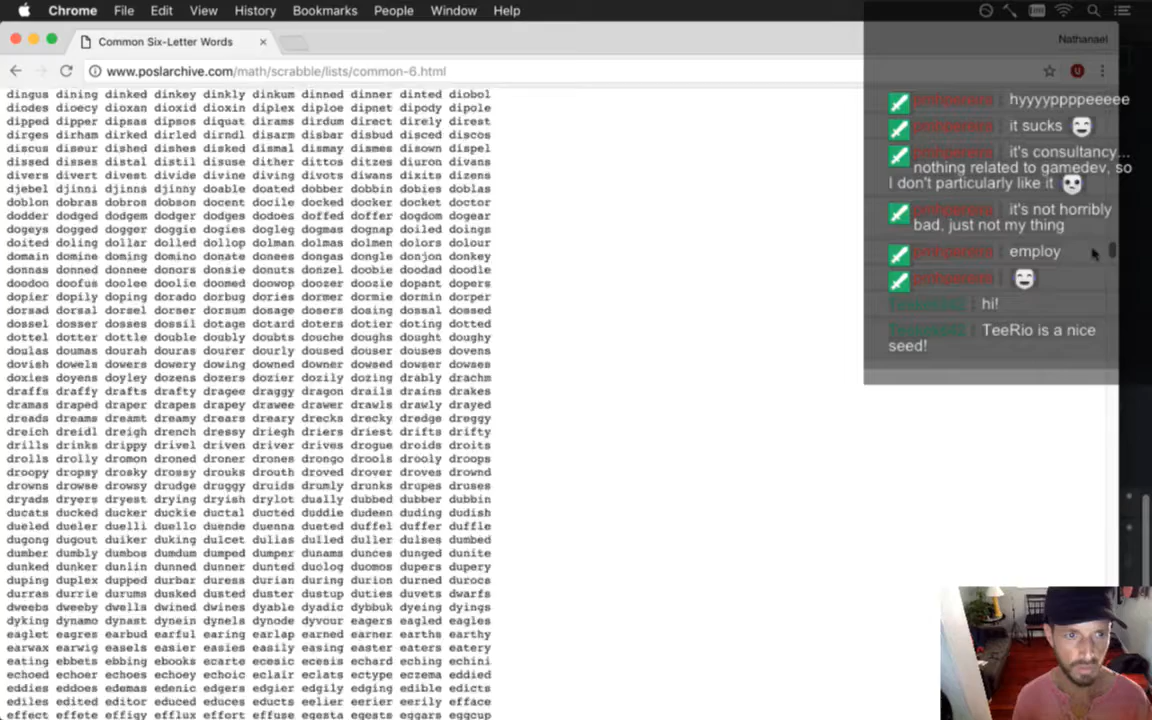 Chrome File Edit View History Bookmarks People Window Help
Nathanael
Common Six-Letter Words
www.poslarchive.com/math/scrabble/lists/common-6.html
dingus dining dinked dinkey dinkly dinkum dinned dinner dinted diobol
diodes dioecy dioxan dioxid dioxin diplex diploe dipnet dipody dipole
dipped dipper dipsas dipsos diquat dirams dirdum direct direly direst
dirges dirham dirked dirled dirndl disarm disbar disbud disced discos
discus diseur dished dishes disked dismal dismay dismes disown dispel
dissed disses distal distil disuse dither dittos ditzes diuron divans
divers divert divest divide divine diving divots diwans dixits dizens
djebel djinni djinns djinny doable doated dobber dobbin dobies doblas
doblon dobras dobros dobson docent docile docked docker docket doctor
dodder dodged dodgem dodger dodges dodoes doffed doffer dogdom dogear
dogeys dogged dogger doggie dogies dogleg dogmas dognap doiled doings
doited doling dollar dolled dollop dolman dolmas dolmen dolors dolour
domain domine doming domino donate donees dongle donjon donkey
donnas donned donnee donors donsie donuts donzel doobie doodad doodle
doodoo doofus doolee doolie doomed doowop doozer doozie dopant dopers
dopier dopily doping dorado dorbug dories dormer dormie dormin dorper
dorsad dorsal dorsel dorser dorsum dosage dosers dosing dossal dossed
dossel dosser dosses dossil dotage dotard doters dotier doting dotted
dottel dotter dottle double doubly doubts douche doughs dought doughy
doulas doumas dourah douras dourer dourly doused douser douses dovens
dovish dowels dowers dowery dowing downed downer dowsed dowser dowses
doxies doyens doyley dozens dozers dozier dozily dozing drably drachm
draffs draffy drafts drafty dragee draggy dragon drails drains drakes
dramas draped draper drapes drapey drawee drawer drawls drawly drayed
dreads dreams dreamt dreamy drears dreary drecks drecky dredge dreggy
dreich dreidl dreigh drench dressy driegh driers driest drifts drifty
drills drinks drippy drivel driven driver drives drogue droids droits
drolls drolly dromon droned droner drones drongo drools drooly droops
droopy dropsy drosky drossy drouks drouth droved drover droves drownd
drowns drowse drowsy drudge druggy druids drumly drunks drupes druses
dryads dryers dryest drying dryish drylot dually dubbed dubber dubbin
ducats ducked ducker duckie ductal ducted duddie dudeen duding dudish
dueled dueler duelli duello duende duenna dueted duffel duffer duffle
dugong dugout duiker duking dulcet dulias dulled duller dulses dumbed
dumber dumbly dumbos dumdum dumped dumper dunams dunces dunged dunite
dunked dunker dunlin dunned dunner dunted duolog duomos dupers dupery
duping duplex dupped durbar duress durian during durion durned durocs
durras durrie durums dusked dusted duster dustup duties duvets dwarfs
dweebs dweeby dwells dwined dwines dyable dyadic dybbuk dyeing dyings
dyking dynamo dynast dynein dynels dynode dyvour eagers eagled eagles
eaglet eagres earbud earful earing earlap earned earner earths earthy
earwax earwig easels easier easies easily easing easter eaters eatery
eating ebbets ebbing ebooks ecarte ecesic ecesis echard eching echini
echoed echoer echoes echoey echoic eclair eclats ectype eczema eddied
eddies eddoes edemas edenic edgers edgier edgily edging edible edicts
ediles edited editor educed educes educts eelier eerier eerily efface
effect effete effigy efflux effort effuse egesta egests eggars eggcup
hyyyyppppeeeee
it sucks
it's consultancy...
nothing related to gamedev, so
I don't particularly like it
it's not horribly
bad, just not my thing
employ
hi!
TeeRio is a nice
seed!